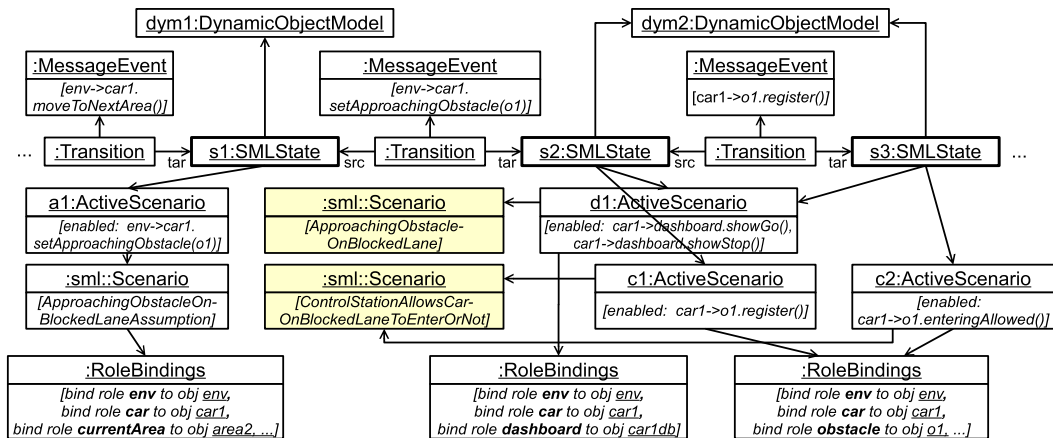 dym1:DynamicObjectModel
dym2:DynamicObjectModel
:MessageEvent
[env->car1.
moveToNextArea()]
:MessageEvent
[env->car1.
setApproachingObstacle(o1)]
:MessageEvent
[car1->o1.register()]
...
:Transition
tar
s1:SMLState
src
:Transition
tar
s2:SMLState
src
:Transition
tar
s3:SMLState
...
a1:ActiveScenario
[enabled: env->car1.
setApproachingObstacle(o1)]
:sml::Scenario
[ApproachingObstacle-
OnBlockedLane]
d1:ActiveScenario
[enabled: car1->dashboard.showGo(),
car1->dashboard.showStop()]
:sml::Scenario
[ApproachingObstacleOn-
BlockedLaneAssumption]
:sml::Scenario
[ControlStationAllowsCar-
OnBlockedLaneToEnterOrNot]
c1:ActiveScenario
[enabled: car1->o1.register()]
c2:ActiveScenario
[enabled:
car1->o1.enteringAllowed()]
:RoleBindings
[bind role env to obj env,
bind role car to obj car1,
bind role currentArea to obj area2, ...]
:RoleBindings
[bind role env to obj env,
bind role car to obj car1,
bind role dashboard to obj car1db]
:RoleBindings
[bind role env to obj env,
bind role car to obj car1,
bind role obstacle to obj o1, ...]